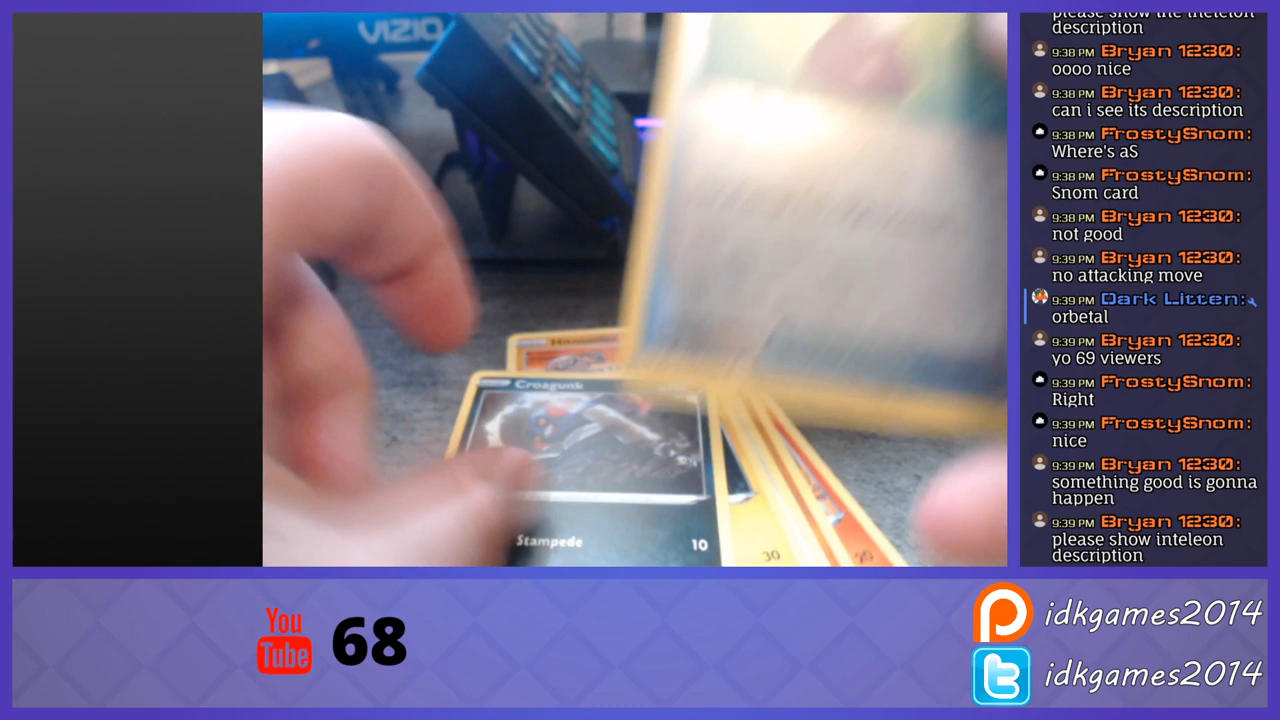 VIZIO
Croagunk
Stampede 10
30
20
description
9:38 PM Bryan 1230:
oooo nice
9:38 PM Bryan 1230:
can i see its description
9:38 PM FrostySnom:
Where's aS
9:38 PM FrostySnom:
Snom card
9:38 PM Bryan 1230:
not good
9:39 PM Bryan 1230:
no attacking move
9:39 PM Dark Litten:
orbetal
9:39 PM Bryan 1230:
yo 69 viewers
9:39 PM FrostySnom:
Right
9:39 PM FrostySnom:
nice
9:39 PM Bryan 1230:
something good is gonna
happen
9:39 PM Bryan 1230:
please show inteleon
description
You
Tube 68
idkgames2014
idkgames2014